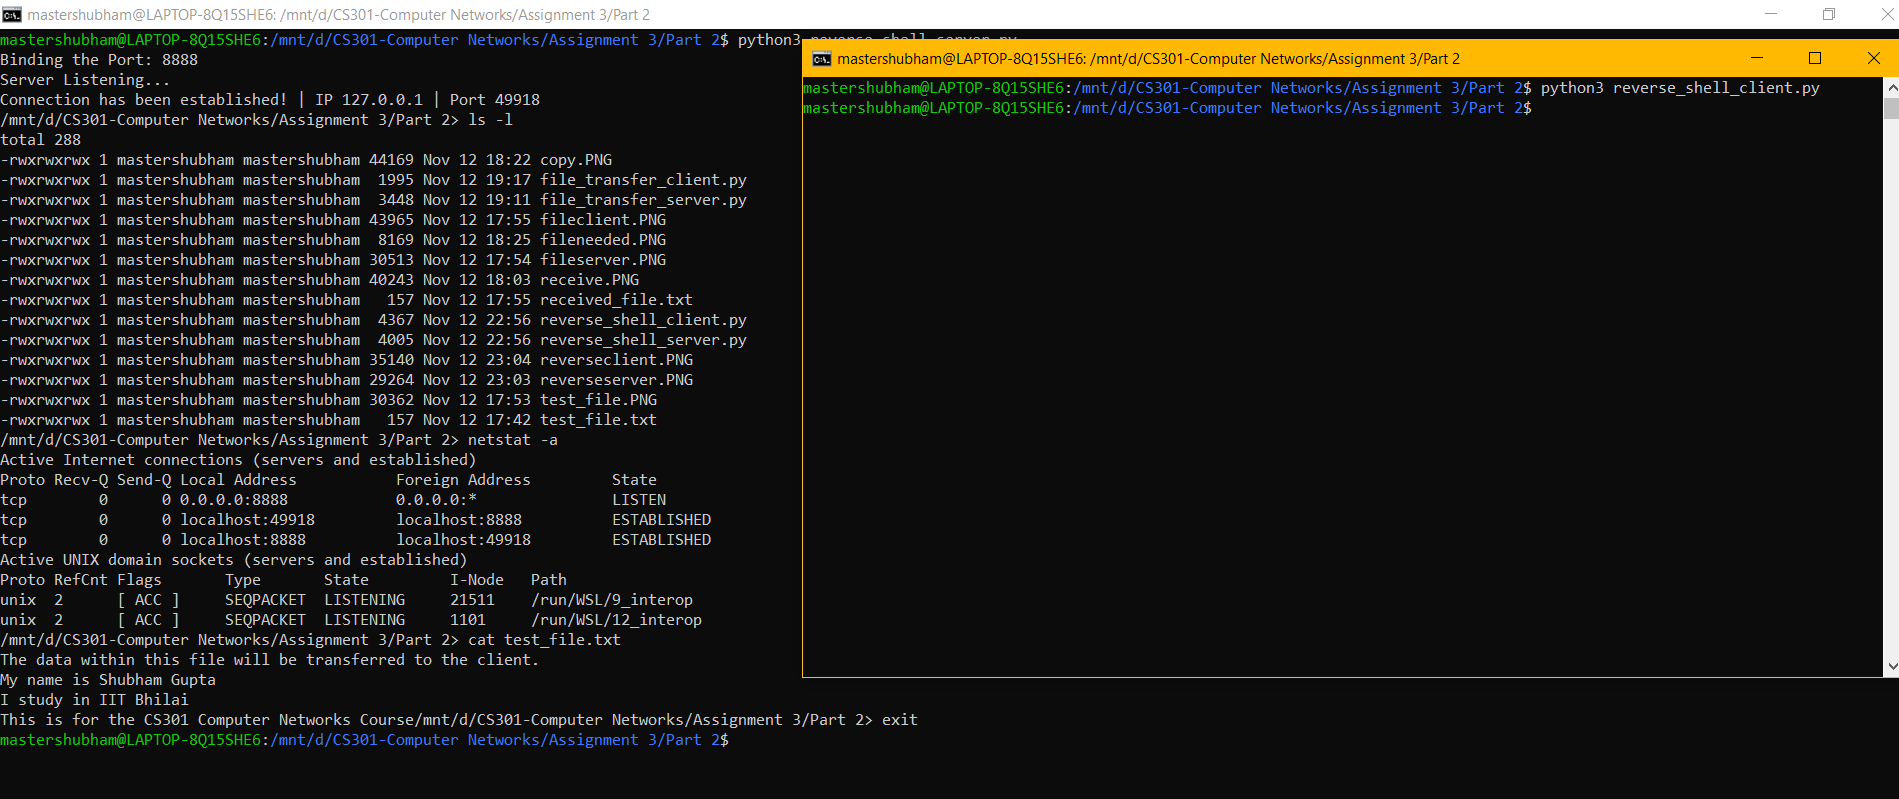 mastershubham@LAPTOP-8Q15SHE6: /mnt/d/CS301-Computer Networks/Assignment 3/Part 2
mastershubham@LAPTOP-8Q15SHE6:/mnt/d/CS301-Computer Networks/Assignment 3/Part 2$ python3 reverse_shell_server.py
Binding the Port: 8888
Server Listening...
Connection has been established! | IP 127.0.0.1 | Port 49918
/mnt/d/CS301-Computer Networks/Assignment 3/Part 2> ls -l
total 288
-rwxrwxrwx 1 mastershubham mastershubham 44169 Nov 12 18:22 copy.PNG
-rwxrwxrwx 1 mastershubham mastershubham  1995 Nov 12 19:17 file_transfer_client.py
-rwxrwxrwx 1 mastershubham mastershubham  3448 Nov 12 19:11 file_transfer_server.py
-rwxrwxrwx 1 mastershubham mastershubham 43965 Nov 12 17:55 fileclient.PNG
-rwxrwxrwx 1 mastershubham mastershubham  8169 Nov 12 18:25 fileneeded.PNG
-rwxrwxrwx 1 mastershubham mastershubham 30513 Nov 12 17:54 fileserver.PNG
-rwxrwxrwx 1 mastershubham mastershubham 40243 Nov 12 18:03 receive.PNG
-rwxrwxrwx 1 mastershubham mastershubham   157 Nov 12 17:55 received_file.txt
-rwxrwxrwx 1 mastershubham mastershubham  4367 Nov 12 22:56 reverse_shell_client.py
-rwxrwxrwx 1 mastershubham mastershubham  4005 Nov 12 22:56 reverse_shell_server.py
-rwxrwxrwx 1 mastershubham mastershubham 35140 Nov 12 23:04 reverseclient.PNG
-rwxrwxrwx 1 mastershubham mastershubham 29264 Nov 12 23:03 reverseserver.PNG
-rwxrwxrwx 1 mastershubham mastershubham 30362 Nov 12 17:53 test_file.PNG
-rwxrwxrwx 1 mastershubham mastershubham   157 Nov 12 17:42 test_file.txt
/mnt/d/CS301-Computer Networks/Assignment 3/Part 2> netstat -a
Active Internet connections (servers and established)
Proto Recv-Q Send-Q Local Address           Foreign Address         State
tcp        0      0 0.0.0.0:8888            0.0.0.0:*               LISTEN
tcp        0      0 localhost:49918         localhost:8888          ESTABLISHED
tcp        0      0 localhost:8888          localhost:49918         ESTABLISHED
Active UNIX domain sockets (servers and established)
Proto RefCnt Flags       Type       State         I-Node   Path
unix  2      [ ACC ]     SEQPACKET  LISTENING     21511    /run/WSL/9_interop
unix  2      [ ACC ]     SEQPACKET  LISTENING     1101     /run/WSL/12_interop
/mnt/d/CS301-Computer Networks/Assignment 3/Part 2> cat test_file.txt
The data within this file will be transferred to the client.
My name is Shubham Gupta
I study in IIT Bhilai
This is for the CS301 Computer Networks Course/mnt/d/CS301-Computer Networks/Assignment 3/Part 2> exit
mastershubham@LAPTOP-8Q15SHE6:/mnt/d/CS301-Computer Networks/Assignment 3/Part 2$
mastershubham@LAPTOP-8Q15SHE6: /mnt/d/CS301-Computer Networks/Assignment 3/Part 2
mastershubham@LAPTOP-8Q15SHE6:/mnt/d/CS301-Computer Networks/Assignment 3/Part 2$ python3 reverse_shell_client.py
mastershubham@LAPTOP-8Q15SHE6:/mnt/d/CS301-Computer Networks/Assignment 3/Part 2$